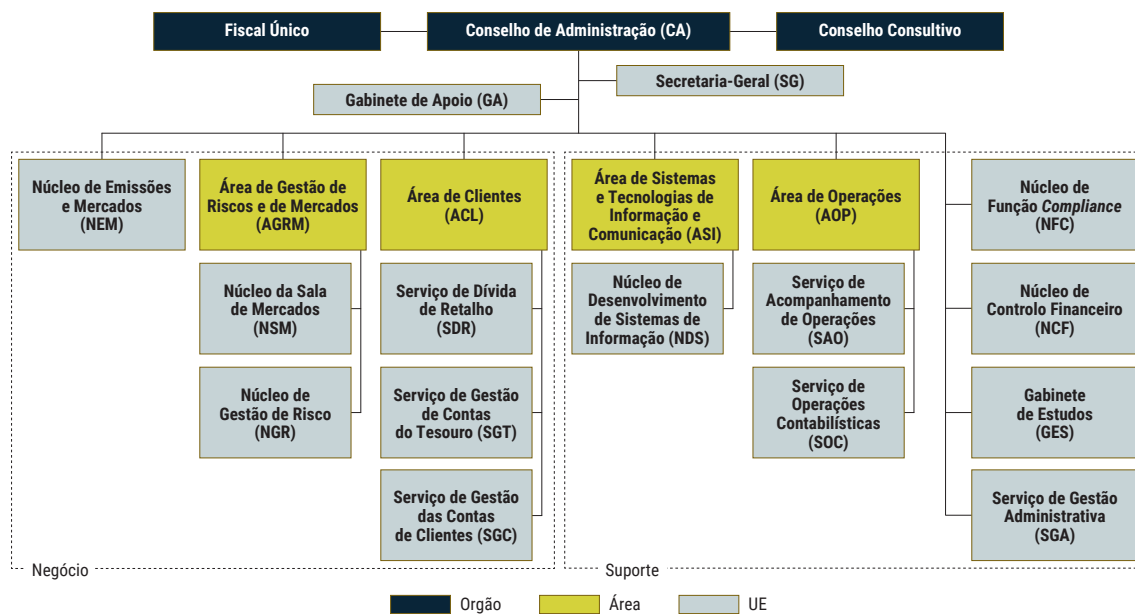 Fiscal Único
Conselho de Administração (CA)
Conselho Consultivo
Secretaria-Geral (SG)
Gabinete de Apoio (GA)
Núcleo de Emissões
e Mercados
(NEM)
Área de Gestão de
Riscos e de Mercados
(AGRM)
Área de Clientes
(ACL)
Área de Sistemas
e Tecnologias de
Informação e
Comunicação (ASI)
Área de Operações
(AOP)
Núcleo de
Função Compliance
(NFC)
Núcleo da Sala
de Mercados
(NSM)
Serviço de Dívida
de Retalho
(SDR)
Núcleo de
Desenvolvimento
de Sistemas de
Informação (NDS)
Serviço de
Acompanhamento
de Operações
(SAO)
Núcleo de
Controlo Financeiro
(NCF)
Núcleo de
Gestão de Risco
(NGR)
Serviço de Gestão
de Contas
do Tesouro (SGT)
Serviço de
Operações
Contabilísticas
(SOC)
Gabinete
de Estudos
(GES)
Serviço de Gestão
das Contas
de Clientes (SGC)
Serviço de Gestão
Administrativa
(SGA)
Negócio
Suporte
Orgão
Área
UE